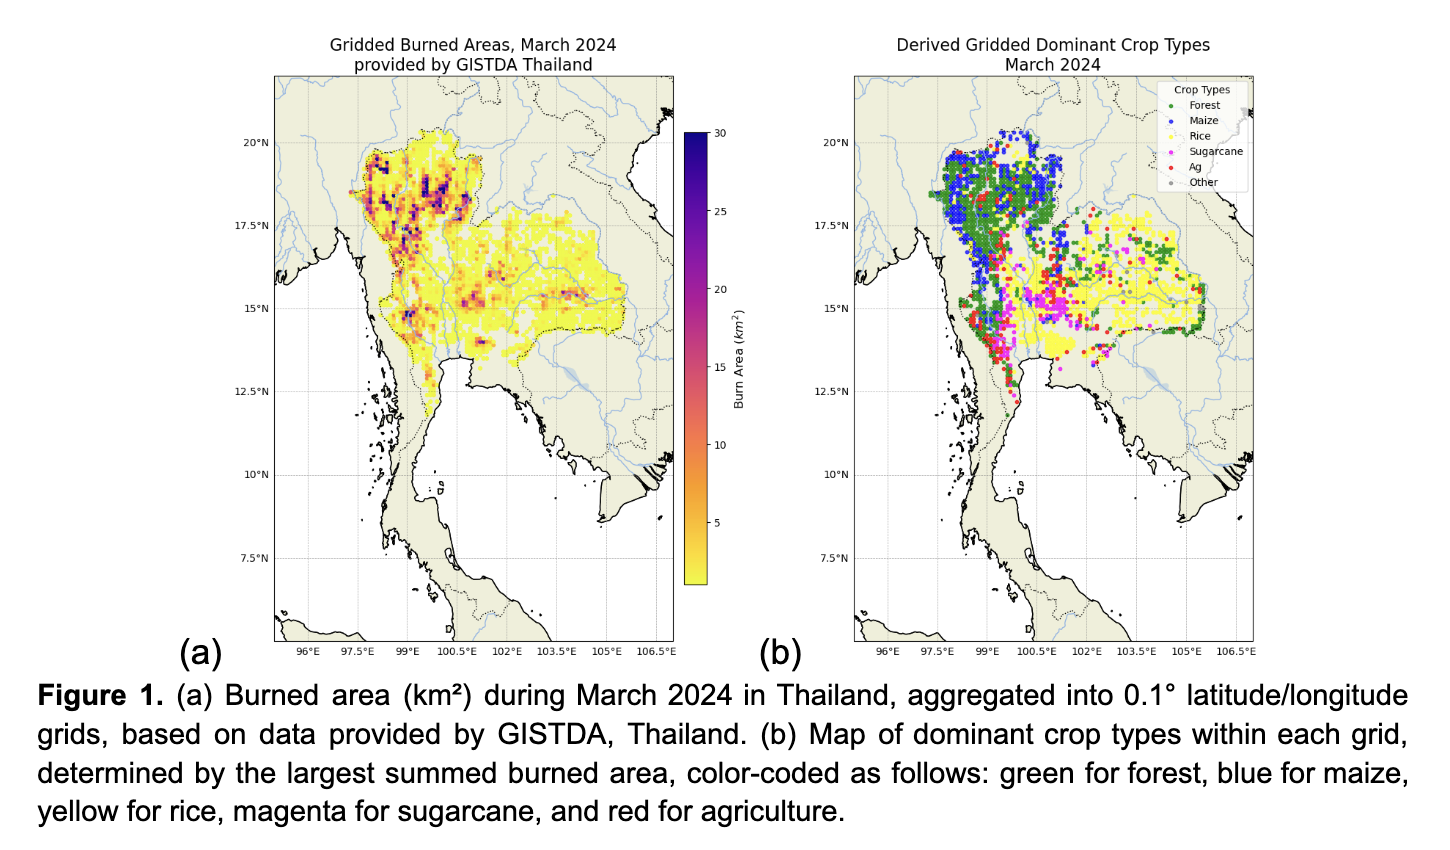 Gridded Burned Areas, March 2024
provided by GISTDA Thailand
20°N
17.5°N
15°N
12.5°N
10°N
7.5°N
96°E 97.5°E 99°E 100.5°E 102°E 103.5°E 105°E 106.5°E
30
25
20
15
10
5
Burn Area (km²)
(a)
Derived Gridded Dominant Crop Types
March 2024
Crop Types
Forest
Maize
Rice
Sugarcane
Ag
Other
20°N
17.5°N
15°N
12.5°N
10°N
7.5°N
96°E 97.5°E 99°E 100.5°E 102°E 103.5°E 105°E 106.5°E
(b)
Figure 1. (a) Burned area (km²) during March 2024 in Thailand, aggregated into 0.1° latitude/longitude
grids, based on data provided by GISTDA, Thailand. (b) Map of dominant crop types within each grid,
determined by the largest summed burned area, color-coded as follows: green for forest, blue for maize,
yellow for rice, magenta for sugarcane, and red for agriculture.